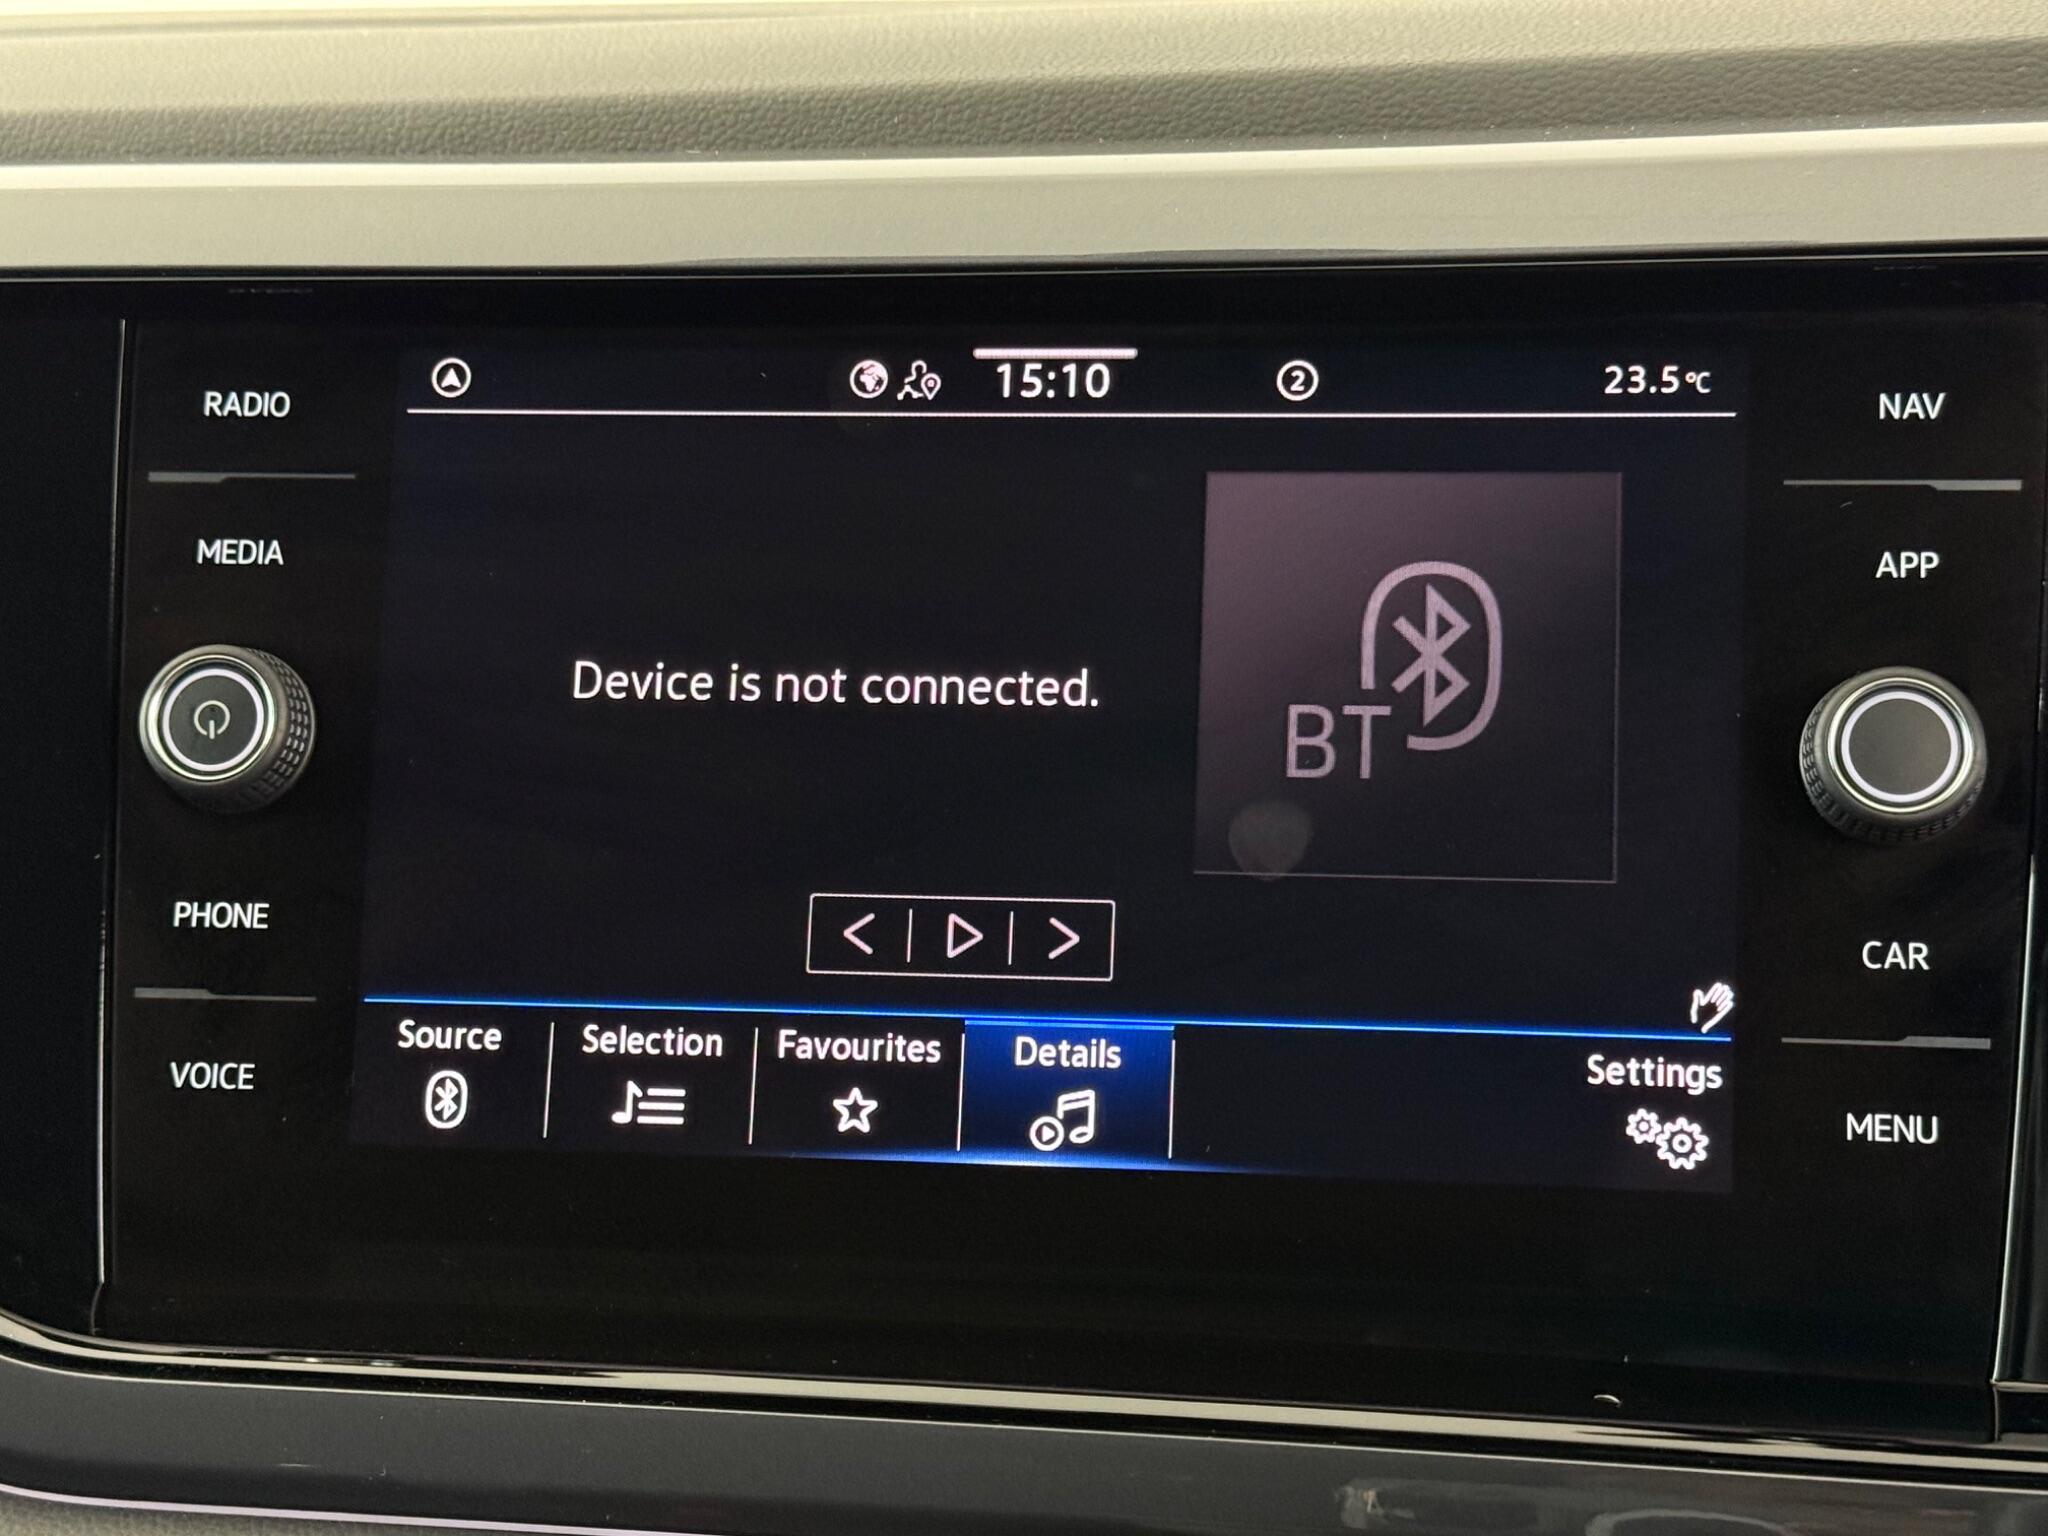 RADIO
MEDIA
PHONE
VOICE
15:10
2
23.5°C
Device is not connected.
BT
Source
Selection
Favourites
Details
Settings
NAV
APP
CAR
MENU